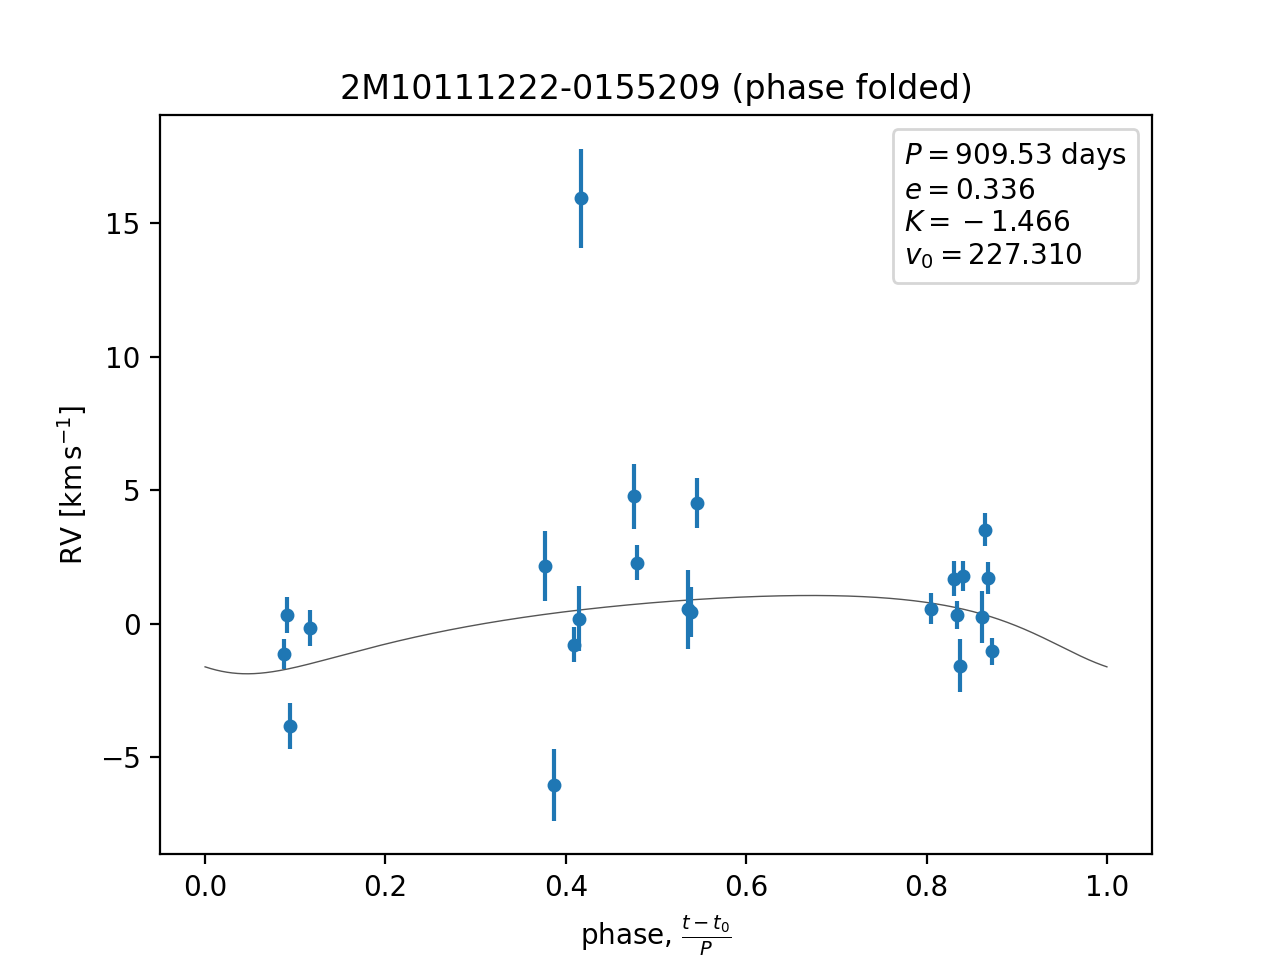 2M10111222-0155209 (phase folded)
P = 909.53 days
e = 0.336
K = −1.466
v₀ = 227.310
15
10
5
0
−5
RV [km s⁻¹]
0.0 0.2 0.4 0.6 0.8 1.0
phase, (t − t₀)/P